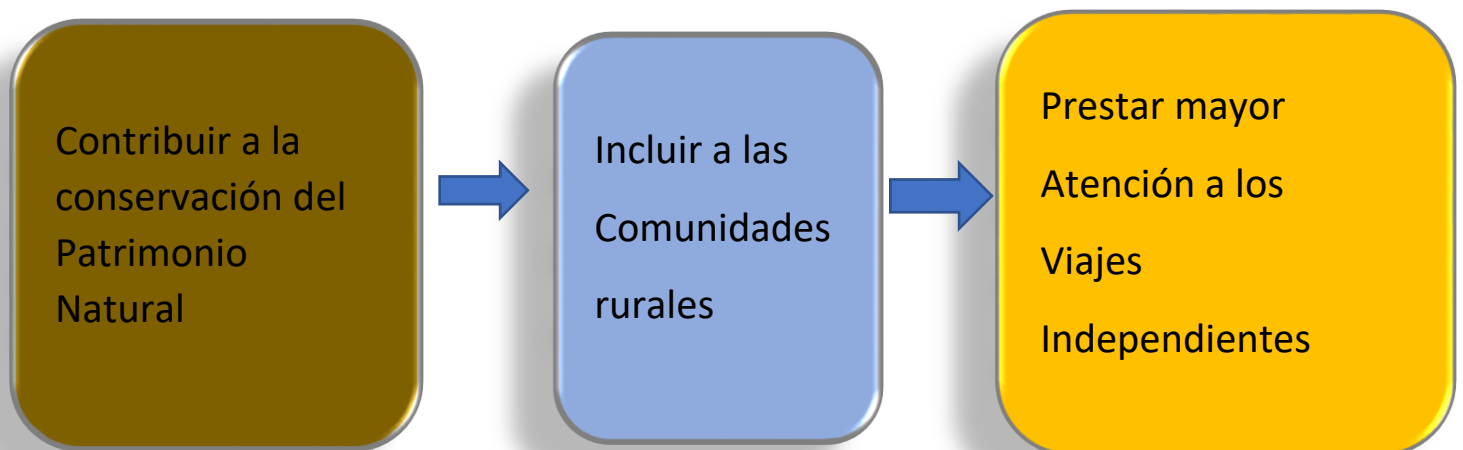 Contribuir a la
conservación del
Patrimonio
Natural
Incluir a las
Comunidades
rurales
Prestar mayor
Atención a los
Viajes
Independientes